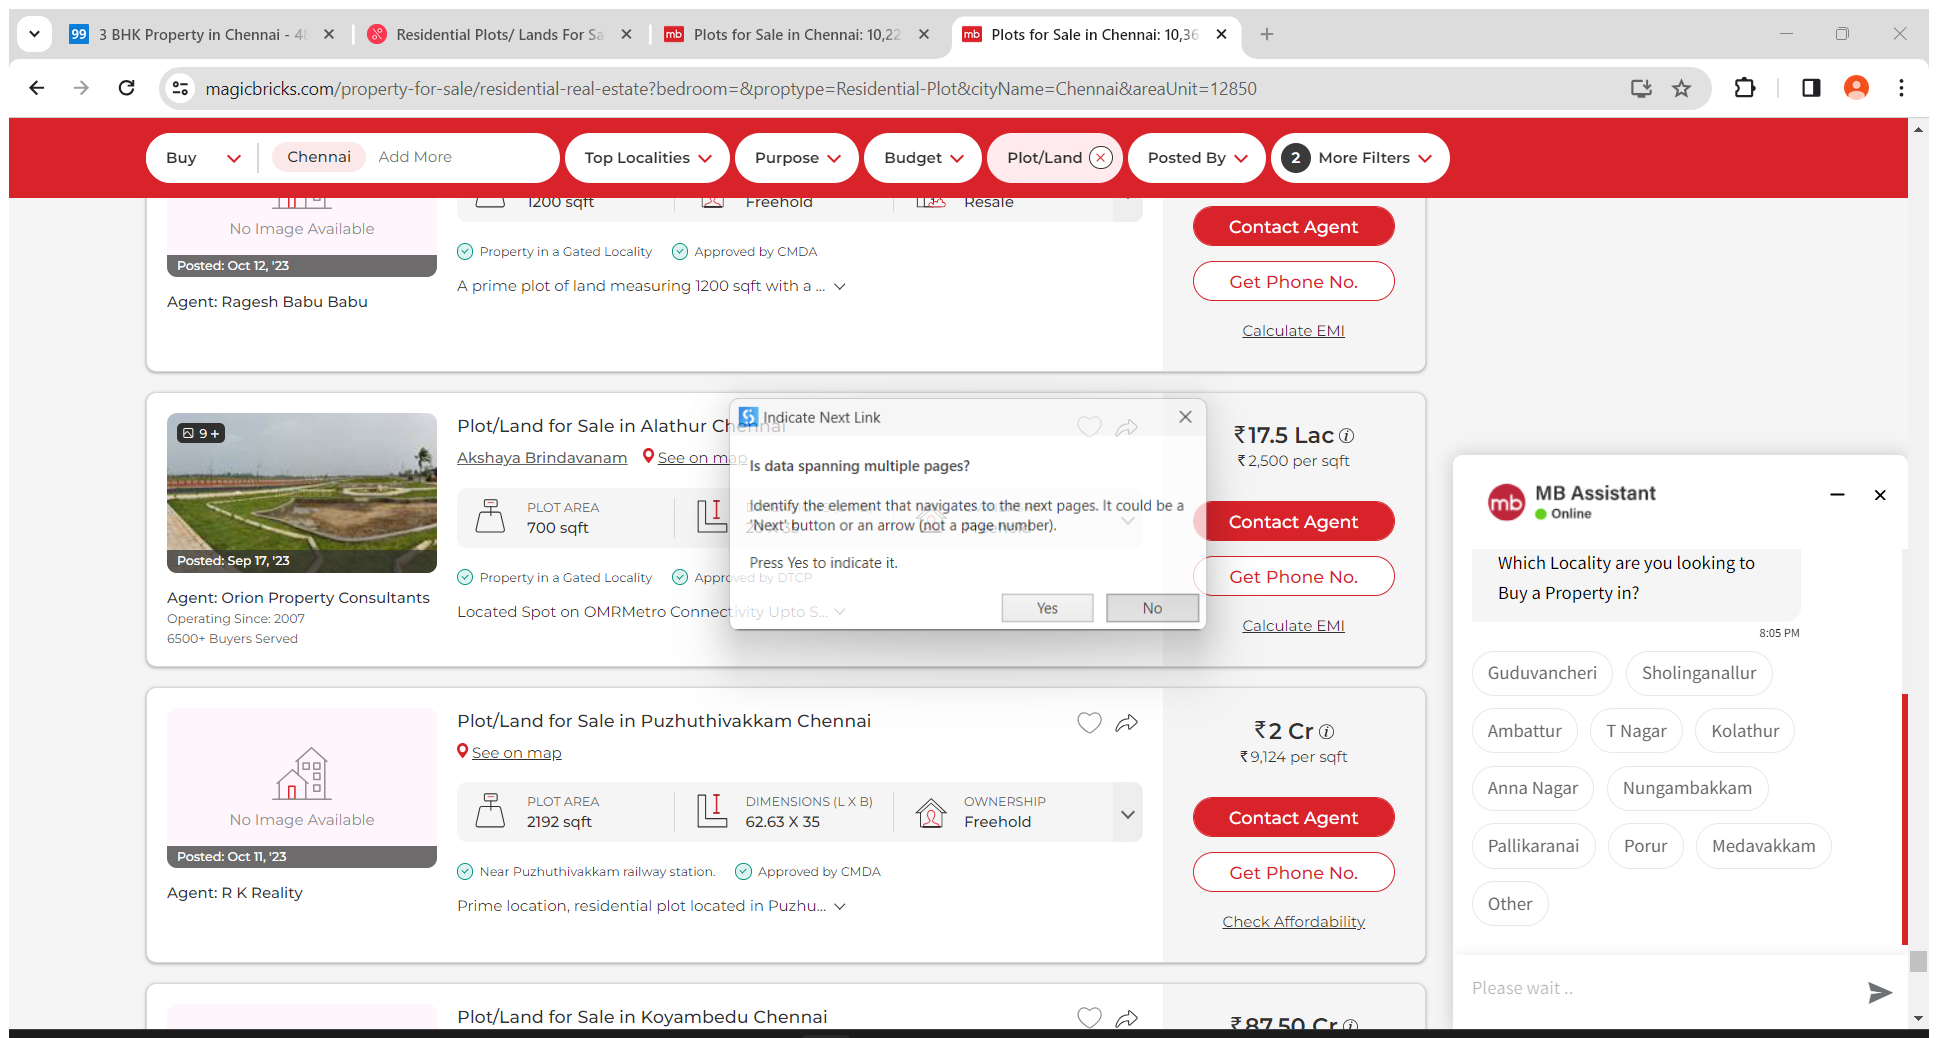 99 3 BHK Property in Chennai - 48
Residential Plots/ Lands For Sa
mb Plots for Sale in Chennai: 10,22
mb Plots for Sale in Chennai: 10,36
magicbricks.com/property-for-sale/residential-real-estate?bedroom=&proptype=Residential-Plot&cityName=Chennai&areaUnit=12850
Buy Chennai Add More Top Localities Purpose Budget Plot/Land Posted By 2 More Filters
No Image Available
Posted: Oct 12, '23
Agent: Ragesh Babu Babu
1200 sqft Freehold Resale
Property in a Gated Locality Approved by CMDA
A prime plot of land measuring 1200 sqft with a ...
Contact Agent
Get Phone No.
Calculate EMI
9+
Posted: Sep 17, '23
Agent: Orion Property Consultants
Operating Since: 2007
6500+ Buyers Served
Plot/Land for Sale in Alathur Chennai
Akshaya Brindavanam See on map
PLOT AREA
700 sqft
Property in a Gated Locality Approved by DTCP
Located Spot on OMRMetro Connectivity Upto S...
₹17.5 Lac
₹2,500 per sqft
Contact Agent
Get Phone No.
Calculate EMI
Indicate Next Link
Is data spanning multiple pages?
Identify the element that navigates to the next pages. It could be a
'Next' button or an arrow (not a page number).
Press Yes to indicate it.
Yes No
No Image Available
Posted: Oct 11, '23
Agent: R K Reality
Plot/Land for Sale in Puzhuthivakkam Chennai
See on map
PLOT AREA DIMENSIONS (L X B) OWNERSHIP
2192 sqft 62.63 X 35 Freehold
Near Puzhuthivakkam railway station. Approved by CMDA
Prime location, residential plot located in Puzhu...
₹2 Cr
₹9,124 per sqft
Contact Agent
Get Phone No.
Check Affordability
Plot/Land for Sale in Koyambedu Chennai
₹87.50 Cr
mb MB Assistant
Online
Which Locality are you looking to
Buy a Property in?
8:05 PM
Guduvancheri Sholinganallur
Ambattur T Nagar Kolathur
Anna Nagar Nungambakkam
Pallikaranai Porur Medavakkam
Other
Please wait ..